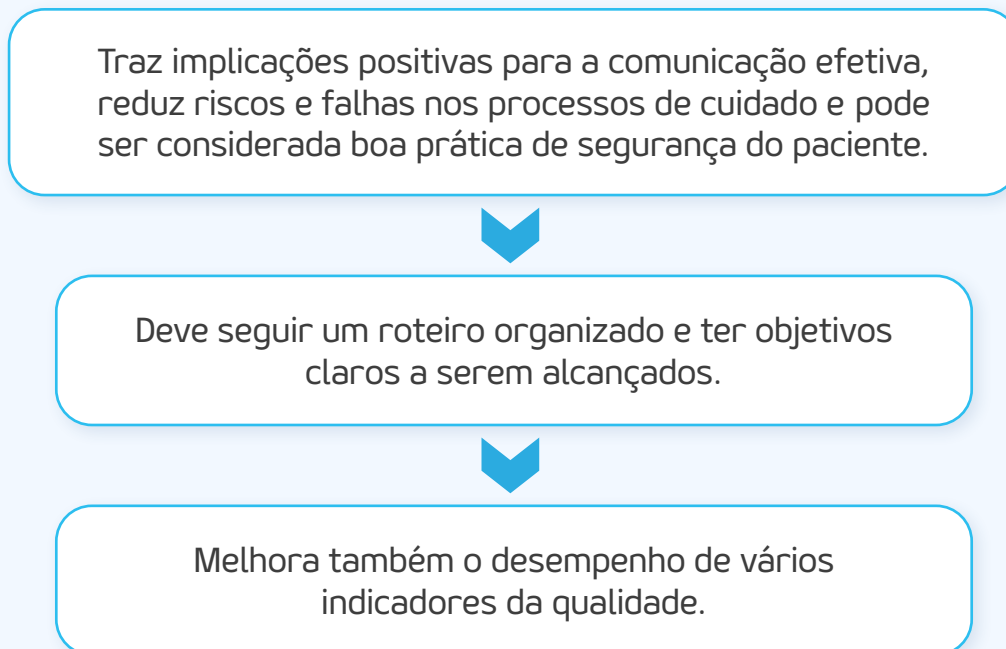 Traz implicações positivas para a comunicação efetiva,
reduz riscos e falhas nos processos de cuidado e pode
ser considerada boa prática de segurança do paciente.
Deve seguir um roteiro organizado e ter objetivos
claros a serem alcançados.
Melhora também o desempenho de vários
indicadores da qualidade.